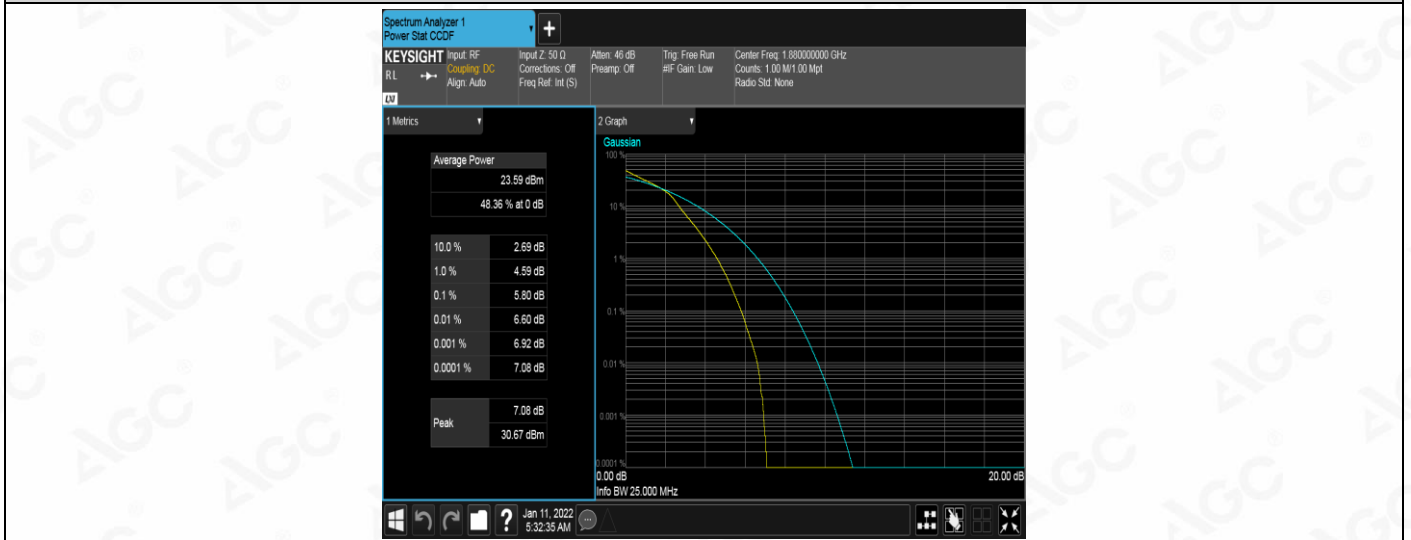 Spectrum Analyzer 1
Power Stat CCDF
+
KEYSIGHT Input: RF Input Z: 50 Ω Atten: 46 dB Trig: Free Run Center Freq: 1.880000000 GHz
RL Coupling: DC Corrections: Off Preamp: Off #IF Gain: Low Counts: 1.00 M/1.00 Mpt
Align: Auto Freq Ref: Int (S) Radio Std: None
LXI
1 Metrics 2 Graph
Gaussian
Average Power
23.59 dBm
48.36 % at 0 dB
10.0 % 2.69 dB
1.0 % 4.59 dB
0.1 % 5.80 dB
0.01 % 6.60 dB
0.001 % 6.92 dB
0.0001 % 7.08 dB
Peak 7.08 dB
30.67 dBm
100 %
10 %
1 %
0.1 %
0.01 %
0.001 %
0.0001 %
0.00 dB 20.00 dB
Info BW 25.000 MHz
? Jan 11, 2022
5:32:35 AM
AGC